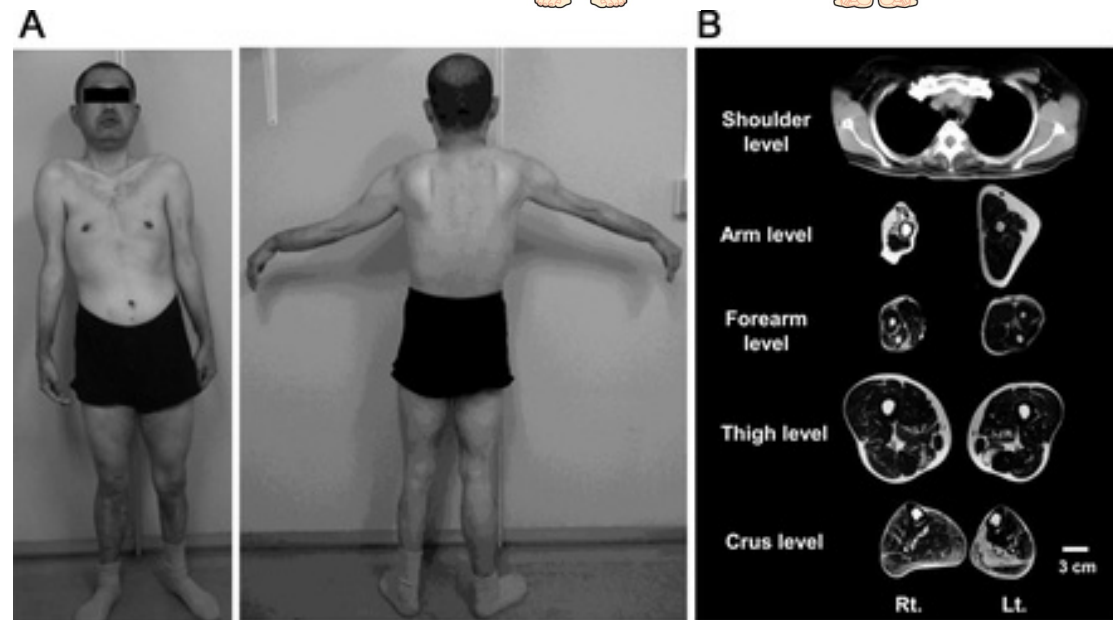 A
B
Shoulder
level
Arm level
Forearm
level
Thigh level
Crus level
3 cm
Rt.
Lt.